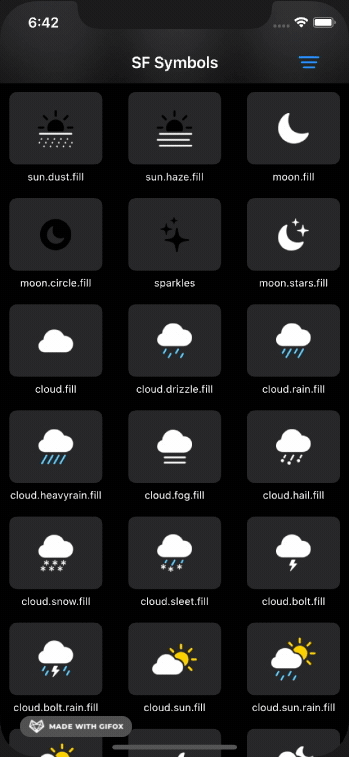 6:42
SF Symbols
sun.dust.fill sun.haze.fill moon.fill
moon.circle.fill sparkles moon.stars.fill
cloud.fill cloud.drizzle.fill cloud.rain.fill
cloud.heavyrain.fill cloud.fog.fill cloud.hail.fill
cloud.snow.fill cloud.sleet.fill cloud.bolt.fill
cloud.bolt.rain.fill cloud.sun.fill cloud.sun.rain.fill
MADE WITH GIFOX